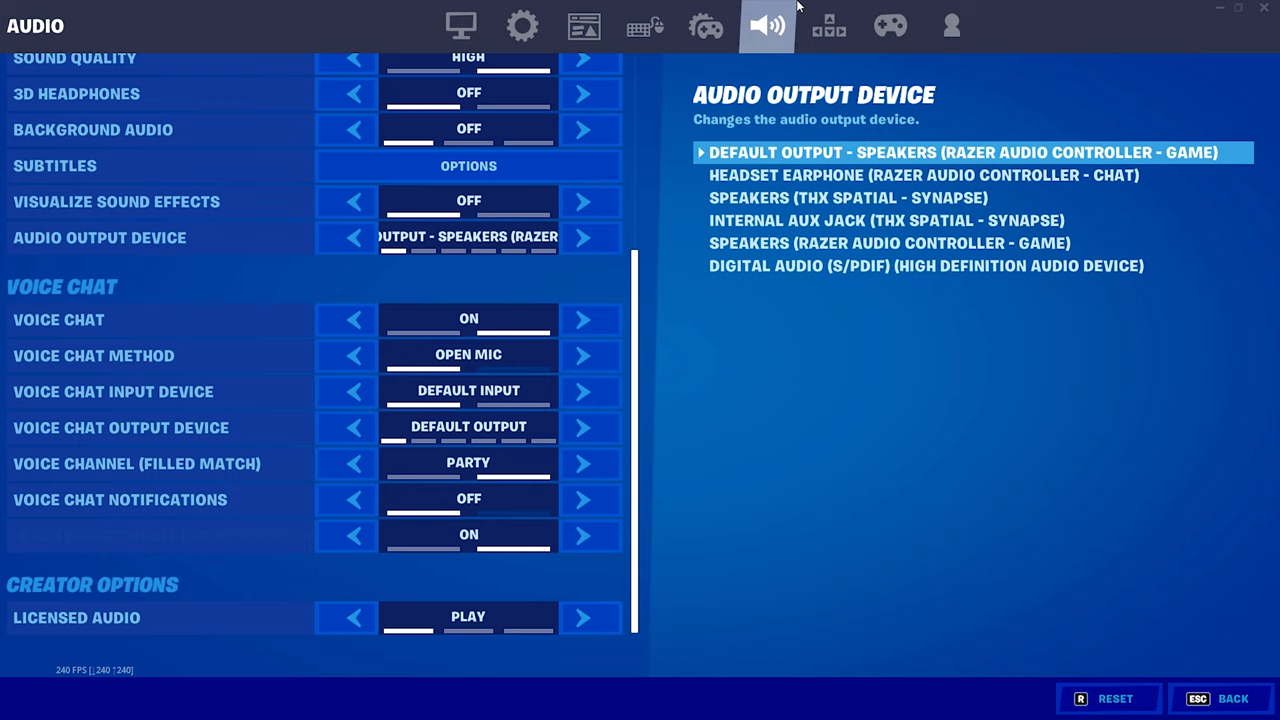 AUDIO
SOUND QUALITY
HIGH
3D HEADPHONES
OFF
BACKGROUND AUDIO
OFF
SUBTITLES
OPTIONS
VISUALIZE SOUND EFFECTS
OFF
AUDIO OUTPUT DEVICE
OUTPUT - SPEAKERS (RAZER
VOICE CHAT
VOICE CHAT
ON
VOICE CHAT METHOD
OPEN MIC
VOICE CHAT INPUT DEVICE
DEFAULT INPUT
VOICE CHAT OUTPUT DEVICE
DEFAULT OUTPUT
VOICE CHANNEL (FILLED MATCH)
PARTY
VOICE CHAT NOTIFICATIONS
OFF
ON
CREATOR OPTIONS
LICENSED AUDIO
PLAY
240 FPS [↓240 ↑240]
AUDIO OUTPUT DEVICE
Changes the audio output device.
DEFAULT OUTPUT - SPEAKERS (RAZER AUDIO CONTROLLER - GAME)
HEADSET EARPHONE (RAZER AUDIO CONTROLLER - CHAT)
SPEAKERS (THX SPATIAL - SYNAPSE)
INTERNAL AUX JACK (THX SPATIAL - SYNAPSE)
SPEAKERS (RAZER AUDIO CONTROLLER - GAME)
DIGITAL AUDIO (S/PDIF) (HIGH DEFINITION AUDIO DEVICE)
R RESET
ESC BACK